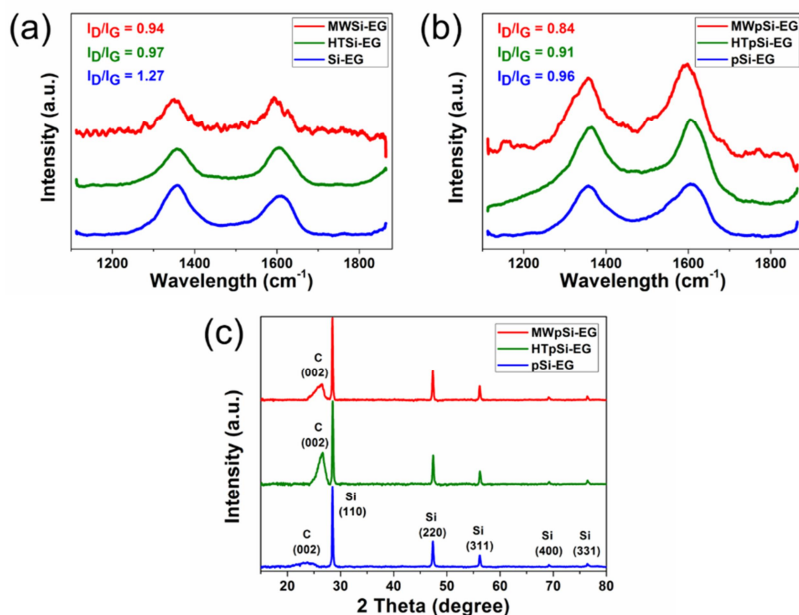 (a)
I_D/I_G = 0.94
I_D/I_G = 0.97
I_D/I_G = 1.27
MWSi-EG
HTSi-EG
Si-EG
Intensity (a.u.)
1200 1400 1600 1800
Wavelength (cm⁻¹)
(b)
I_D/I_G = 0.84
I_D/I_G = 0.91
I_D/I_G = 0.96
MWpSi-EG
HTpSi-EG
pSi-EG
Intensity (a.u.)
1200 1400 1600 1800
Wavelength (cm⁻¹)
(c)
MWpSi-EG
HTpSi-EG
pSi-EG
C
(002)
C
(002)
Si
(110)
C
(002)
Si
(220)
Si
(311)
Si
(400)
Si
(331)
Intensity (a.u.)
20 30 40 50 60 70 80
2 Theta (degree)